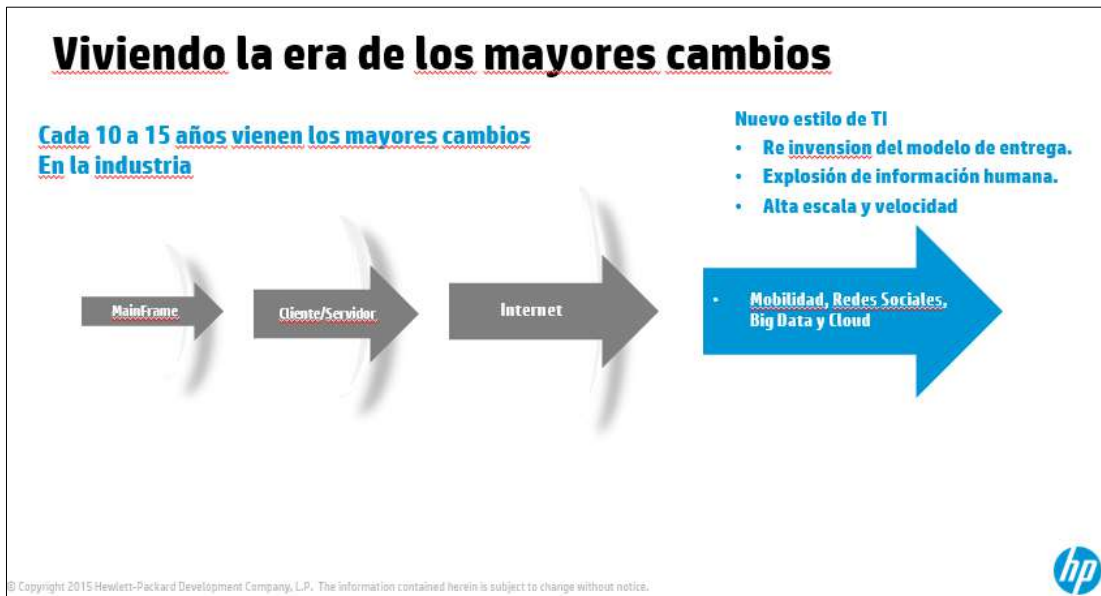 Viviendo la era de los mayores cambios
Cada 10 a 15 años vienen los mayores cambios
En la industria
Nuevo estilo de TI
• Re invension del modelo de entrega.
• Explosión de información humana.
• Alta escala y velocidad
MainFrame
Cliente/Servidor
Internet
• Mobilidad, Redes Sociales,
Big Data y Cloud
© Copyright 2015 Hewlett-Packard Development Company, L.P. The information contained herein is subject to change without notice.
hp